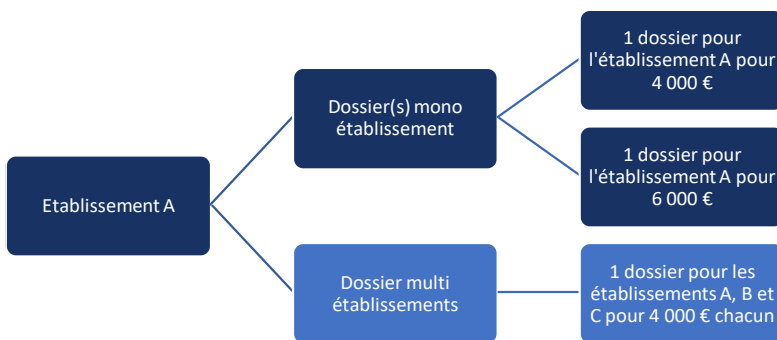 Etablissement A
Dossier(s) mono
établissement
1 dossier pour
l'établissement A pour
4 000 €
1 dossier pour
l'établissement A pour
6 000 €
Dossier multi
établissements
1 dossier pour les
établissements A, B et
C pour 4 000 € chacun